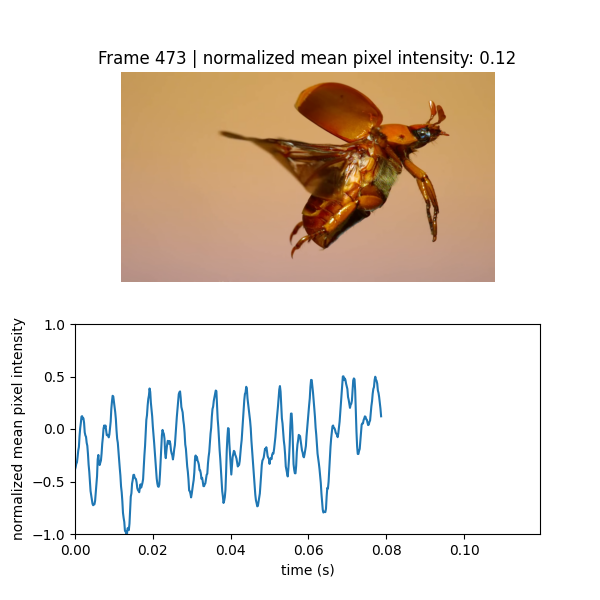 Frame 473 | normalized mean pixel intensity: 0.12
normalized mean pixel intensity
1.0
0.5
0.0
−0.5
−1.0
0.00 0.02 0.04 0.06 0.08 0.10
time (s)